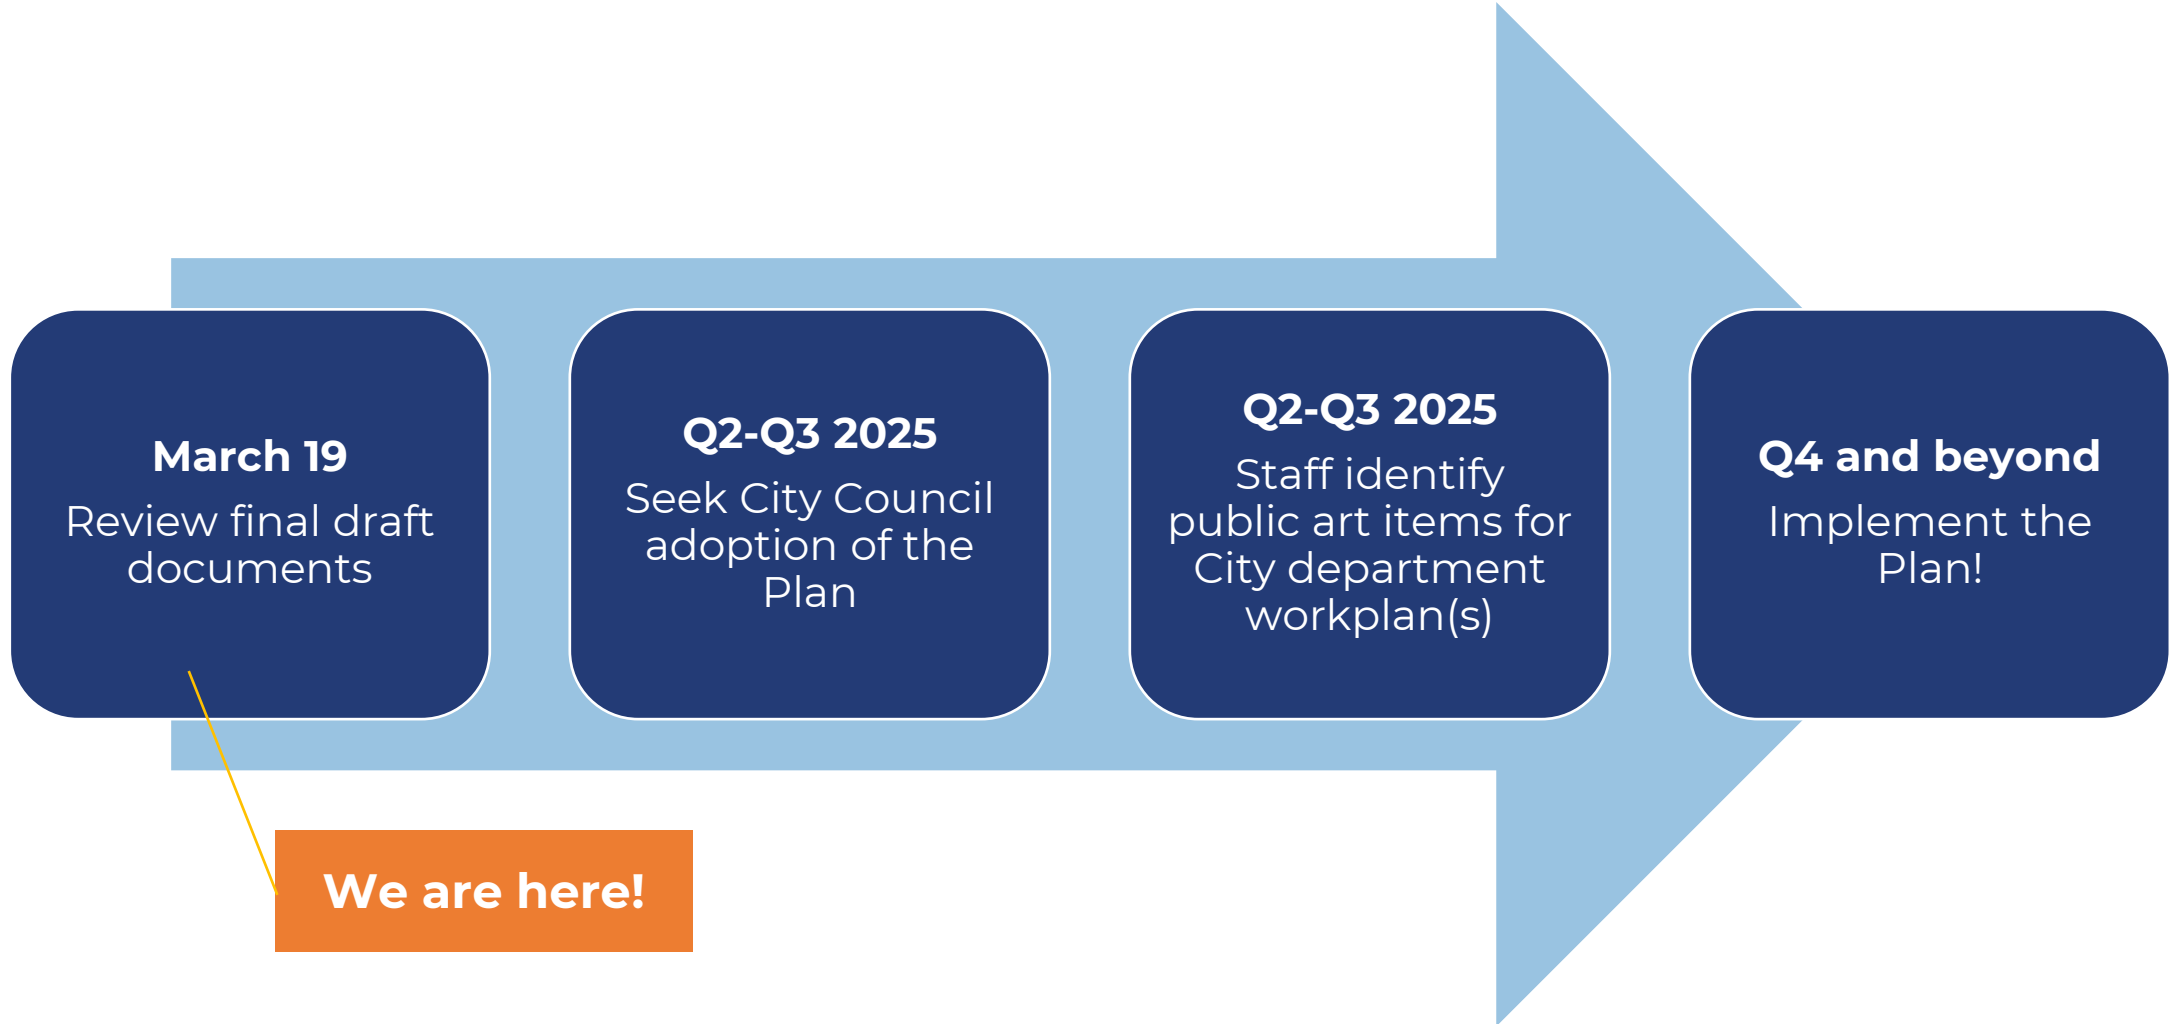 March 19
Review final draft
documents
Q2-Q3 2025
Seek City Council
adoption of the
Plan
Q2-Q3 2025
Staff identify
public art items for
City department
workplan(s)
Q4 and beyond
Implement the
Plan!
We are here!